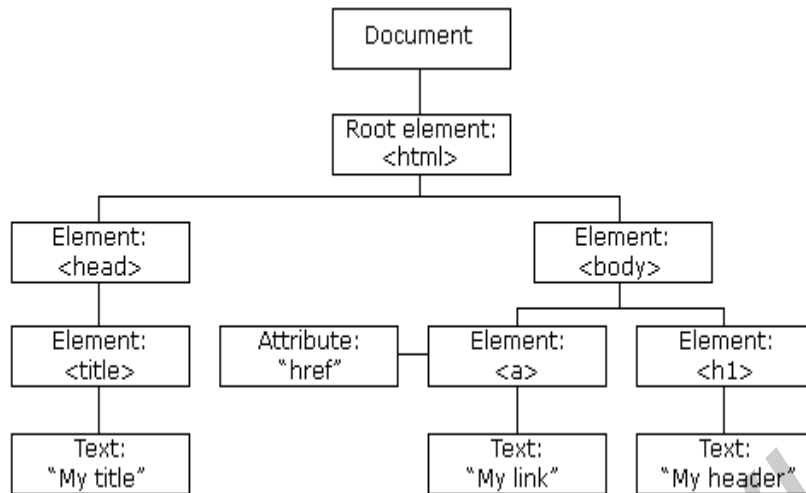 Document
Root element:
<html>
Element:
<head>
Element:
<body>
Element:
<title>
Attribute:
“href”
Element:
<a>
Element:
<h1>
Text:
“My title”
Text:
“My link”
Text:
“My header”